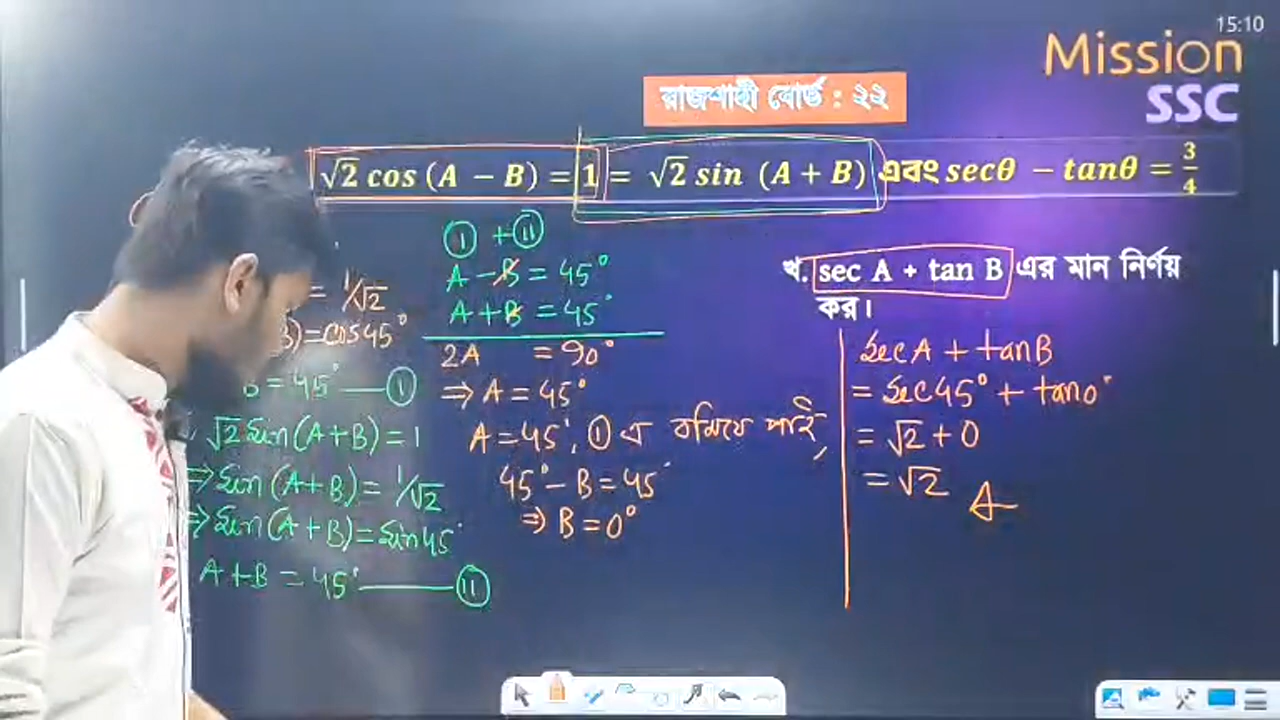 15:10
Mission
SSC
রাজশাহী বোর্ড : ২২
√2 cos (A − B) = 1 = √2 sin (A + B) এবং secθ − tanθ = 3/4
= 1/√2
B) = cos45°
B = 45° — ①
√2 sin(A+B) = 1
⇒ sin(A+B) = 1/√2
⇒ sin(A+B) = sin45°
A+B = 45° — ⑪
① + ⑪
A − B = 45°
A + B = 45°
2A = 90°
⇒ A = 45°
A = 45°, ① এ বসিয়ে পাই,
45° − B = 45°
⇒ B = 0°
খ. sec A + tan B এর মান নির্ণয়
কর।
secA + tanB
= sec45° + tan0°
= √2 + 0
= √2